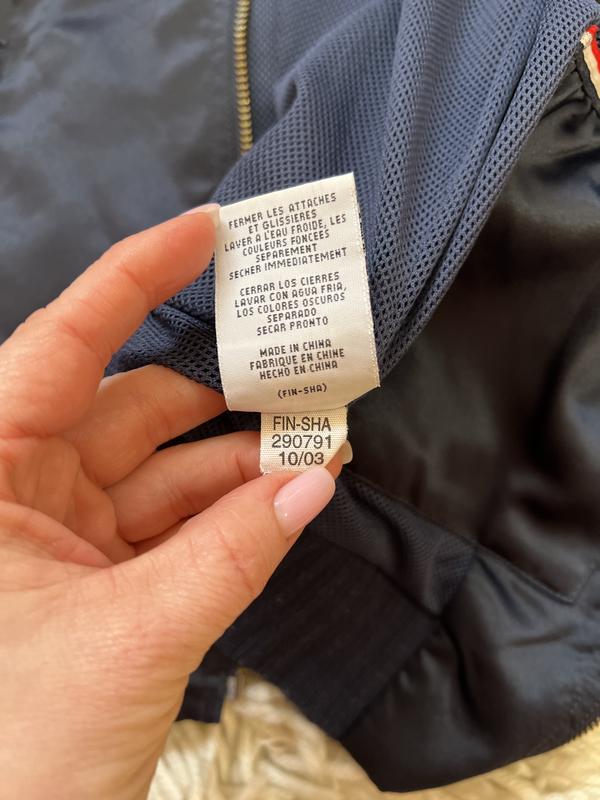 FERMER LES ATTACHES
ET GLISSIERES
LAVER A L'EAU FROIDE, LES
COULEURS FONCEES
SEPAREMENT
SECHER IMMEDIATEMENT
CERRAR LOS CIERRES
LAVAR CON AGUA FRIA,
LOS COLORES OSCUROS
SEPARADO
SECAR PRONTO
MADE IN CHINA
FABRIQUE EN CHINE
HECHO EN CHINA
(FIN-SHA)
FIN-SHA
290791
10/03